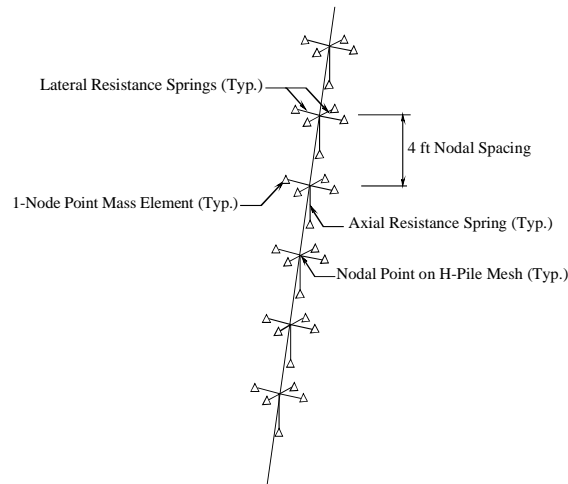 Lateral Resistance Springs (Typ.)
4 ft Nodal Spacing
1-Node Point Mass Element (Typ.)
Axial Resistance Spring (Typ.)
Nodal Point on H-Pile Mesh (Typ.)